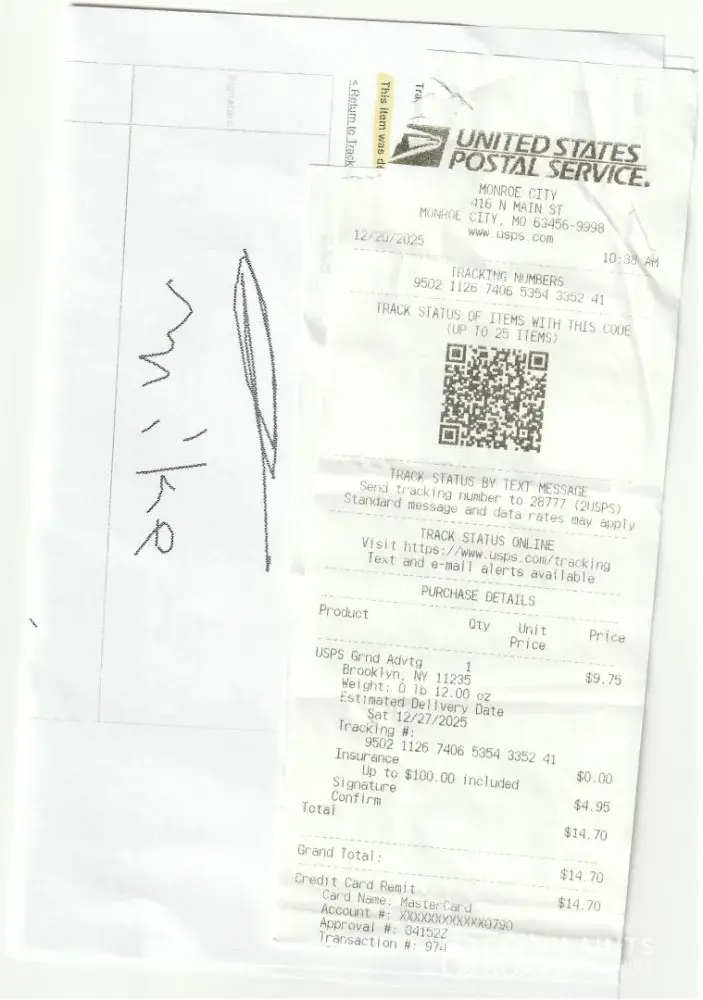 Signature
Tra
This item was de
s. Return to Track
UNITED STATES
POSTAL SERVICE.
MONROE CITY
416 N MAIN ST
MONROE CITY, MO 63456-9998
www.usps.com
12/20/2025
10:38 AM
TRACKING NUMBERS
9502 1126 7406 5354 3352 41
TRACK STATUS OF ITEMS WITH THIS CODE
(UP TO 25 ITEMS)
TRACK STATUS BY TEXT MESSAGE
Send tracking number to 28777 (2USPS)
Standard message and data rates may apply
TRACK STATUS ONLINE
Visit https://www.usps.com/tracking
Text and e-mail alerts available
PURCHASE DETAILS
Product Qty Unit Price
Price
USPS Grnd Advtg 1 $9.75
Brooklyn, NY 11235
Weight: 0 lb 12.00 oz
Estimated Delivery Date
Sat 12/27/2025
Tracking #:
9502 1126 7406 5354 3352 41
Insurance $0.00
Up to $100.00 included
Signature $4.95
Confirm
Total $14.70
Grand Total: $14.70
Credit Card Remit $14.70
Card Name: MasterCard
Account #: XXXXXXXXXXXX0790
Approval #: 84152Z
Transaction #: 974